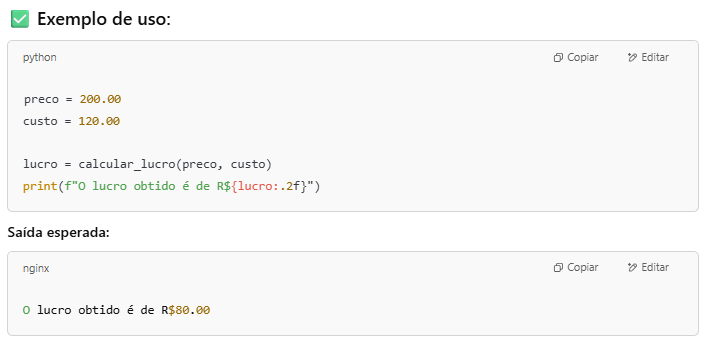 ✅ Exemplo de uso:
python Copiar Editar
preco = 200.00
custo = 120.00
lucro = calcular_lucro(preco, custo)
print(f"O lucro obtido é de R${lucro:.2f}")
Saída esperada:
nginx Copiar Editar
O lucro obtido é de R$80.00